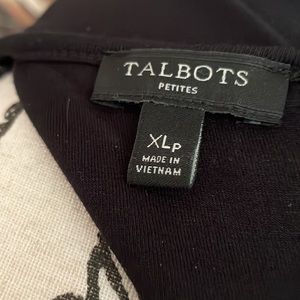 TALBOTS
PETITES
XLP
MADE IN
VIETNAM